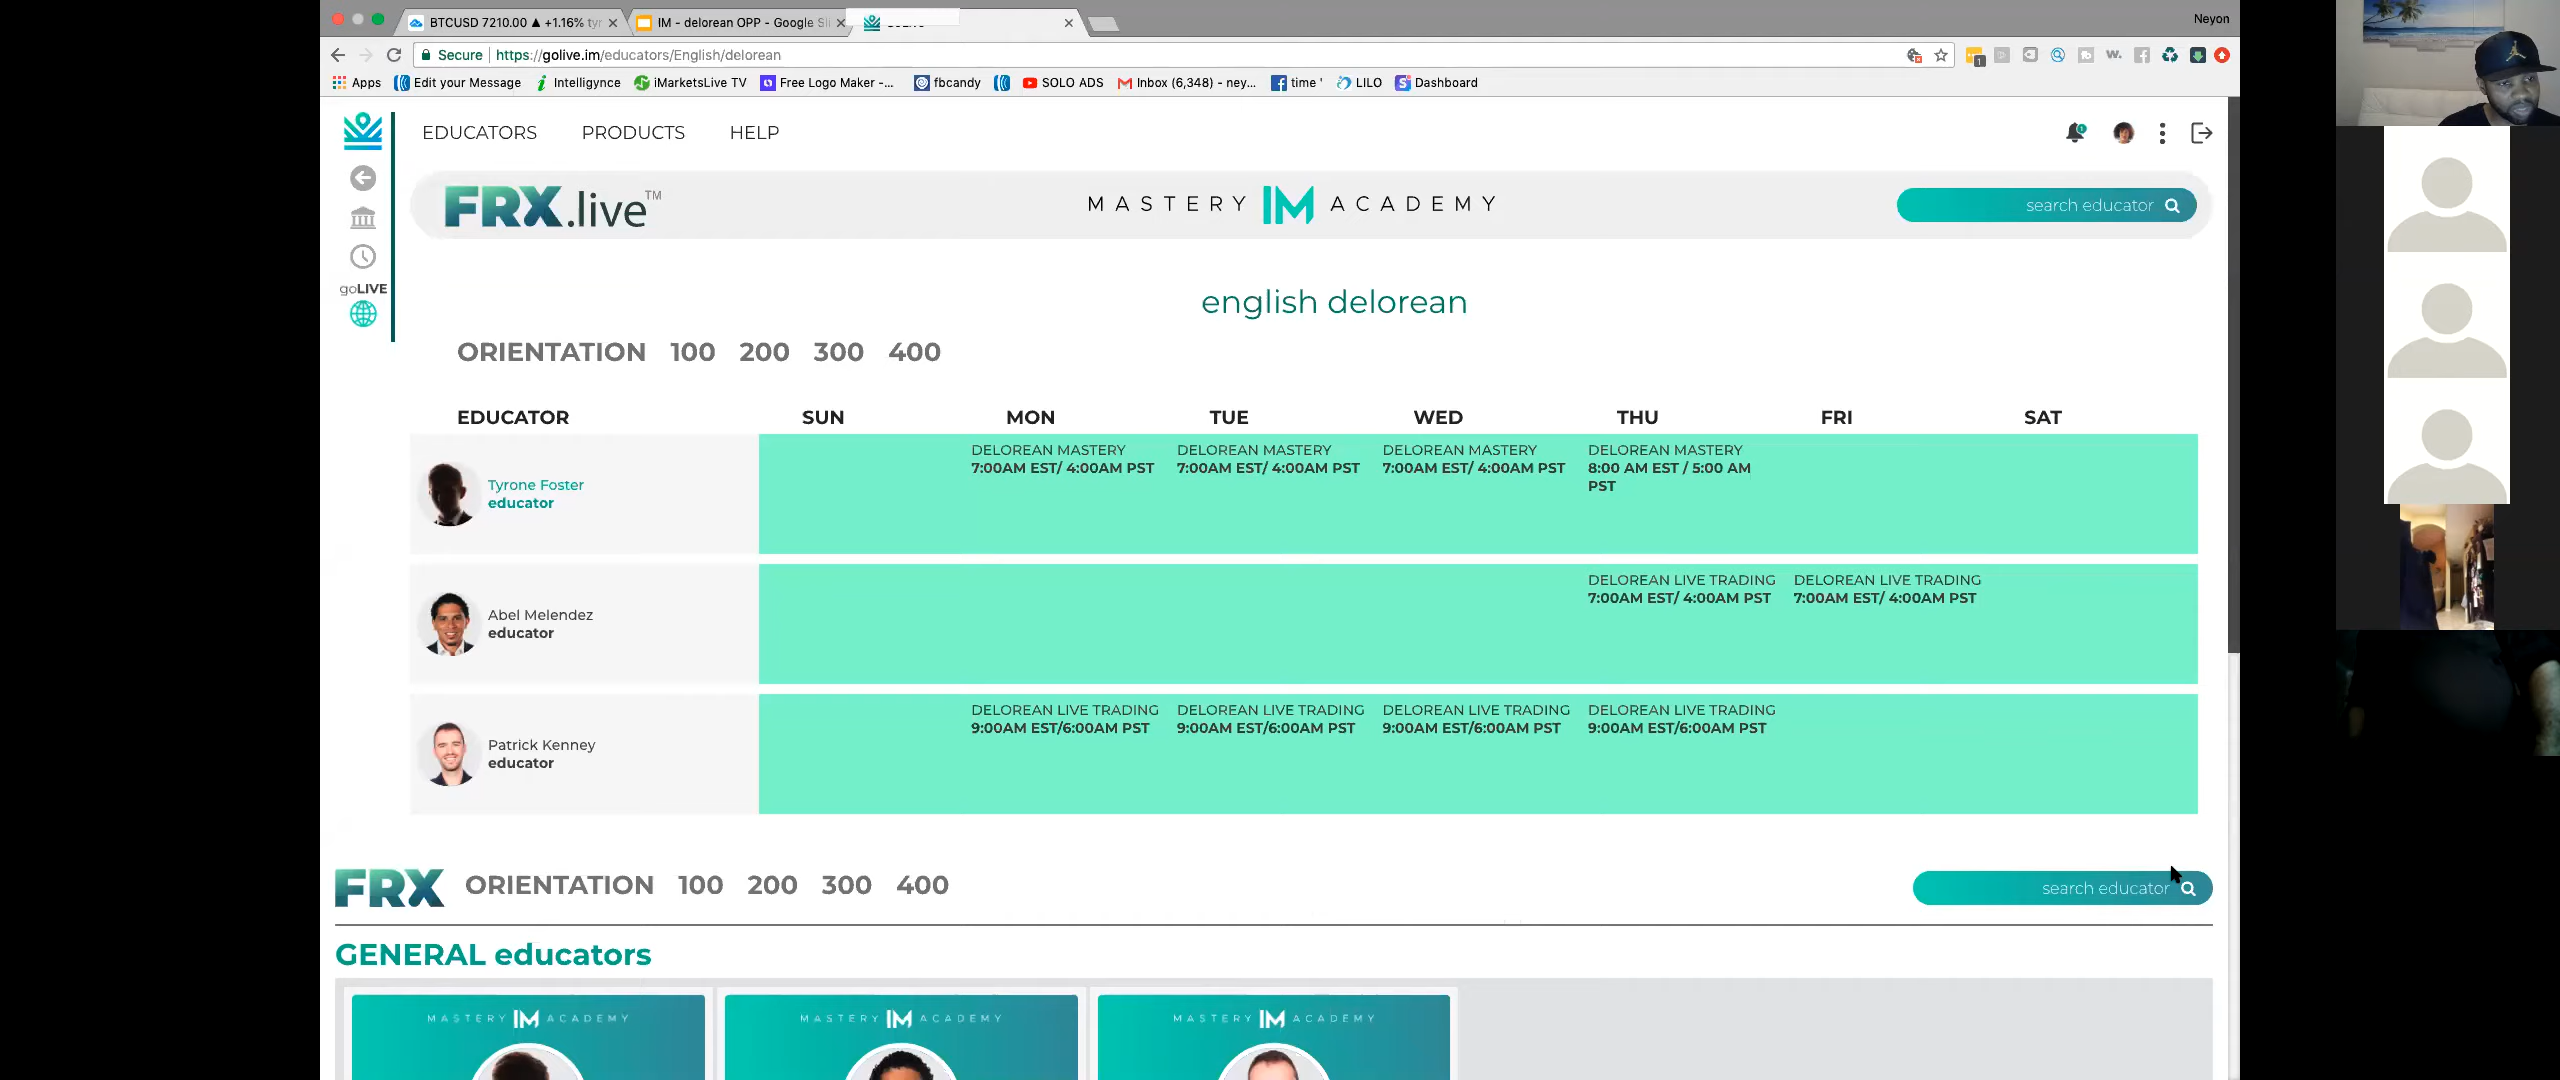 BTCUSD 7210.00 ▲ +1.16%
IM - delorean OPP - Google Sli
Neyon
Secure https://golive.im/educators/English/delorean
Apps Edit your Message Intelligynce iMarketsLive TV Free Logo Maker -... fbcandy SOLO ADS Inbox (6,348) - ney... time ' LILO Dashboard
EDUCATORS PRODUCTS HELP
FRX.live™ MASTERY IM ACADEMY search educator
goLIVE
english delorean
ORIENTATION 100 200 300 400
EDUCATOR SUN MON TUE WED THU FRI SAT
Tyrone Foster
educator
DELOREAN MASTERY
7:00AM EST/ 4:00AM PST
DELOREAN MASTERY
7:00AM EST/ 4:00AM PST
DELOREAN MASTERY
7:00AM EST/ 4:00AM PST
DELOREAN MASTERY
8:00 AM EST / 5:00 AM
PST
Abel Melendez
educator
DELOREAN LIVE TRADING
7:00AM EST/ 4:00AM PST
DELOREAN LIVE TRADING
7:00AM EST/ 4:00AM PST
Patrick Kenney
educator
DELOREAN LIVE TRADING
9:00AM EST/6:00AM PST
DELOREAN LIVE TRADING
9:00AM EST/6:00AM PST
DELOREAN LIVE TRADING
9:00AM EST/6:00AM PST
DELOREAN LIVE TRADING
9:00AM EST/6:00AM PST
FRX ORIENTATION 100 200 300 400 search educator
GENERAL educators
MASTERY IM ACADEMY
MASTERY IM ACADEMY
MASTERY IM ACADEMY